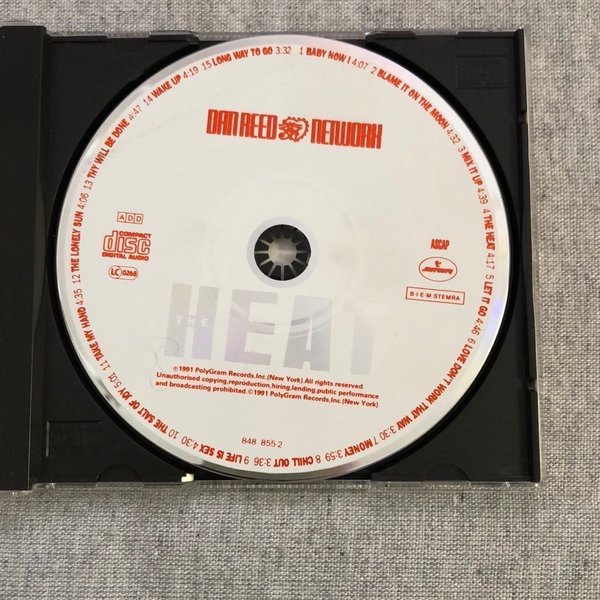 DAN REED NETWORK
1 BABY NOW I 4:07 2 BLAME IT ON THE MOON 4:32 3 MIX IT UP 4:39 4 THE HEAT 4:17 5 LET IT GO 4:46 6 LOVE DON'T WORK THAT WAY 3:30 7 MONEY 3:59 8 CHILL OUT 3:36 9 LIFE IS SEX 4:30 10 THE SALT OF JOY 5:01 11 TAKE MY HAND 4:35 12 THE LONELY SUN 4:06 13 THY WILL BE DONE 4:47 14 WAKE UP 4:19 15 LONG WAY TO GO 3:32
ADD
COMPACT
disc
DIGITAL AUDIO
LC 0268
ASCAP
mercury
B·I·E·M STEMRA
THE HEAT
℗1991 PolyGram Records,Inc.(New York).All rights reserved.
Unauthorised copying,reproduction,hiring,lending,public performance
and broadcasting prohibited.©1991 PolyGram Records,Inc.(New York)
848 855-2